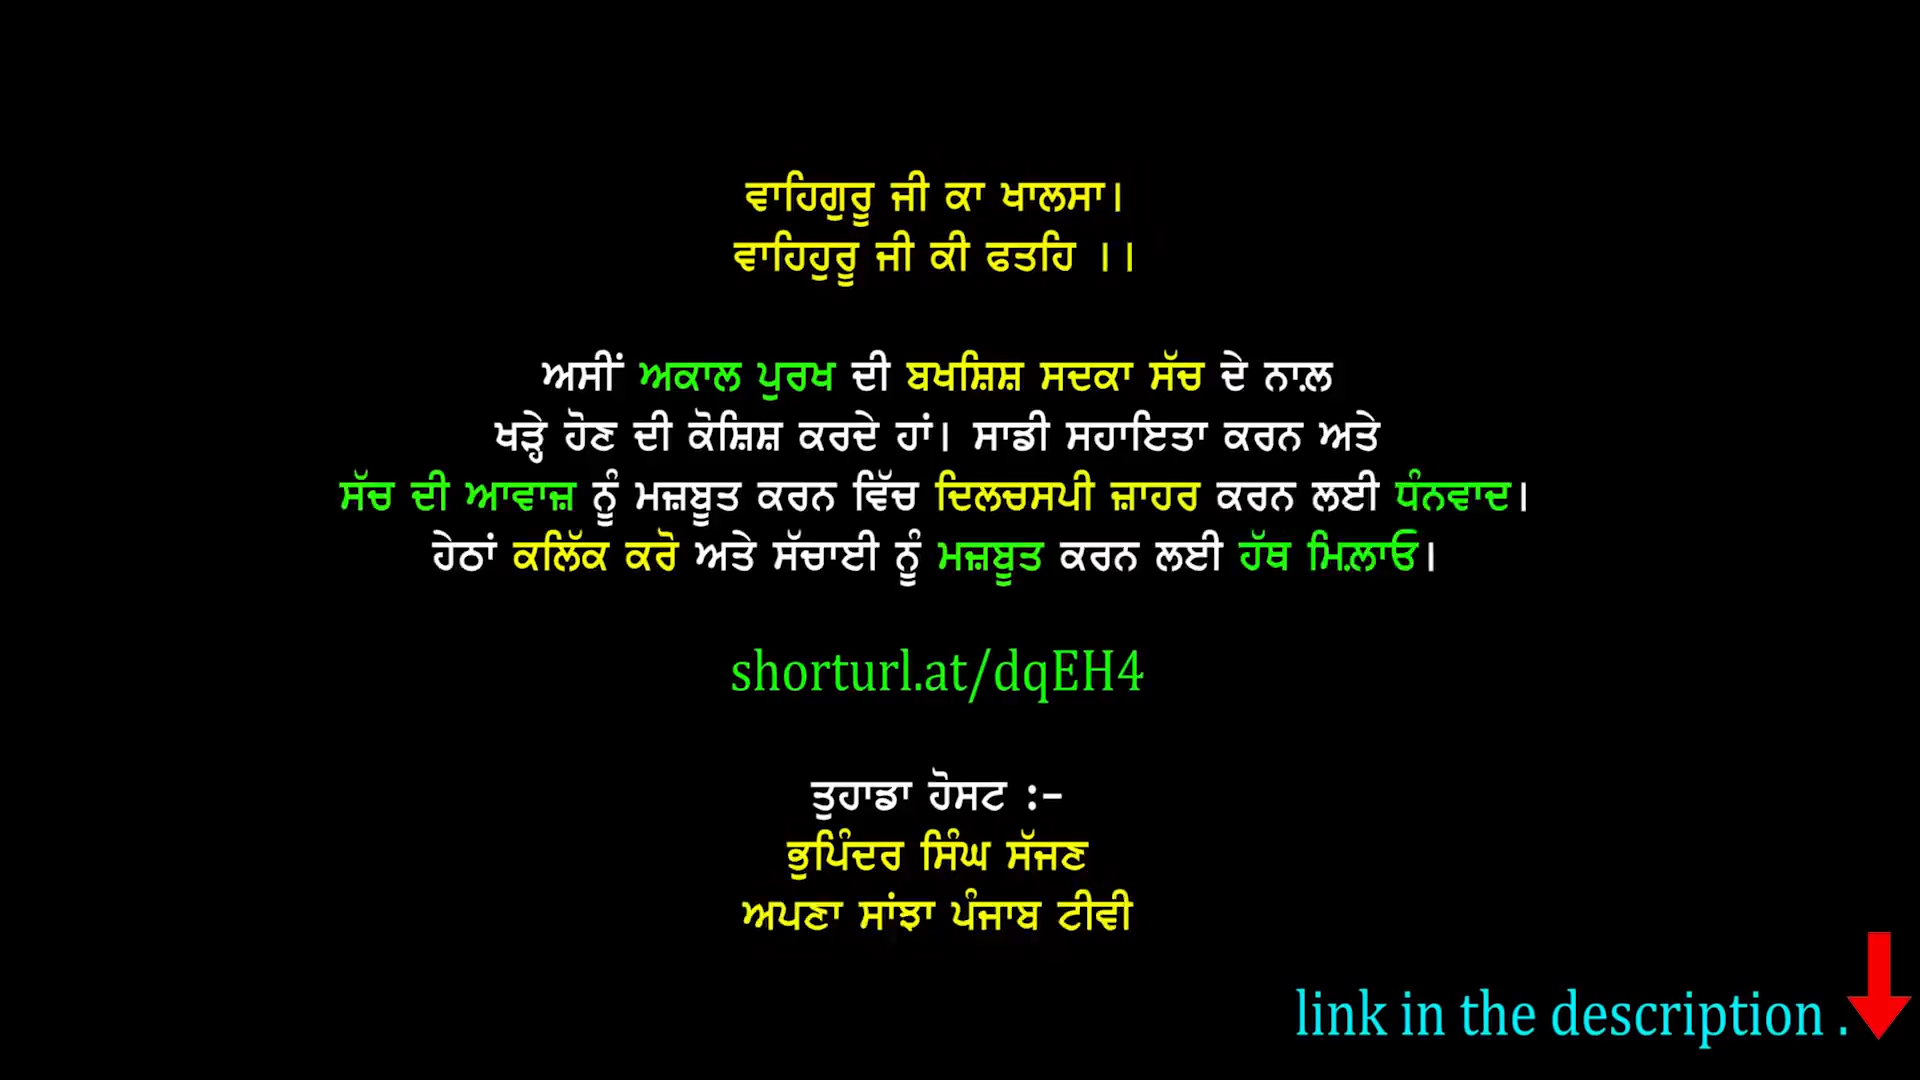 ਵਾਹਿਗੁਰੂ ਜੀ ਕਾ ਖਾਲਸਾ।
ਵਾਹਿਹੁਰੂ ਜੀ ਕੀ ਫਤਹਿ ।।
ਅਸੀਂ ਅਕਾਲ ਪੁਰਖ ਦੀ ਬਖਸ਼ਿਸ਼ ਸਦਕਾ ਸੱਚ ਦੇ ਨਾਲ਼
ਖੜ੍ਹੇ ਹੋਣ ਦੀ ਕੋਸ਼ਿਸ਼ ਕਰਦੇ ਹਾਂ। ਸਾਡੀ ਸਹਾਇਤਾ ਕਰਨ ਅਤੇ
ਸੱਚ ਦੀ ਆਵਾਜ਼ ਨੂੰ ਮਜ਼ਬੂਤ ਕਰਨ ਵਿੱਚ ਦਿਲਚਸਪੀ ਜ਼ਾਹਰ ਕਰਨ ਲਈ ਧੰਨਵਾਦ।
ਹੇਠਾਂ ਕਲਿੱਕ ਕਰੋ ਅਤੇ ਸੱਚਾਈ ਨੂੰ ਮਜ਼ਬੂਤ ਕਰਨ ਲਈ ਹੱਥ ਮਿਲ਼ਾਓ।
shorturl.at/dqEH4
ਤੁਹਾਡਾ ਹੋਸਟ :-
ਭੁਪਿੰਦਰ ਸਿੰਘ ਸੱਜਣ
ਅਪਣਾ ਸਾਂਝਾ ਪੰਜਾਬ ਟੀਵੀ
link in the description .